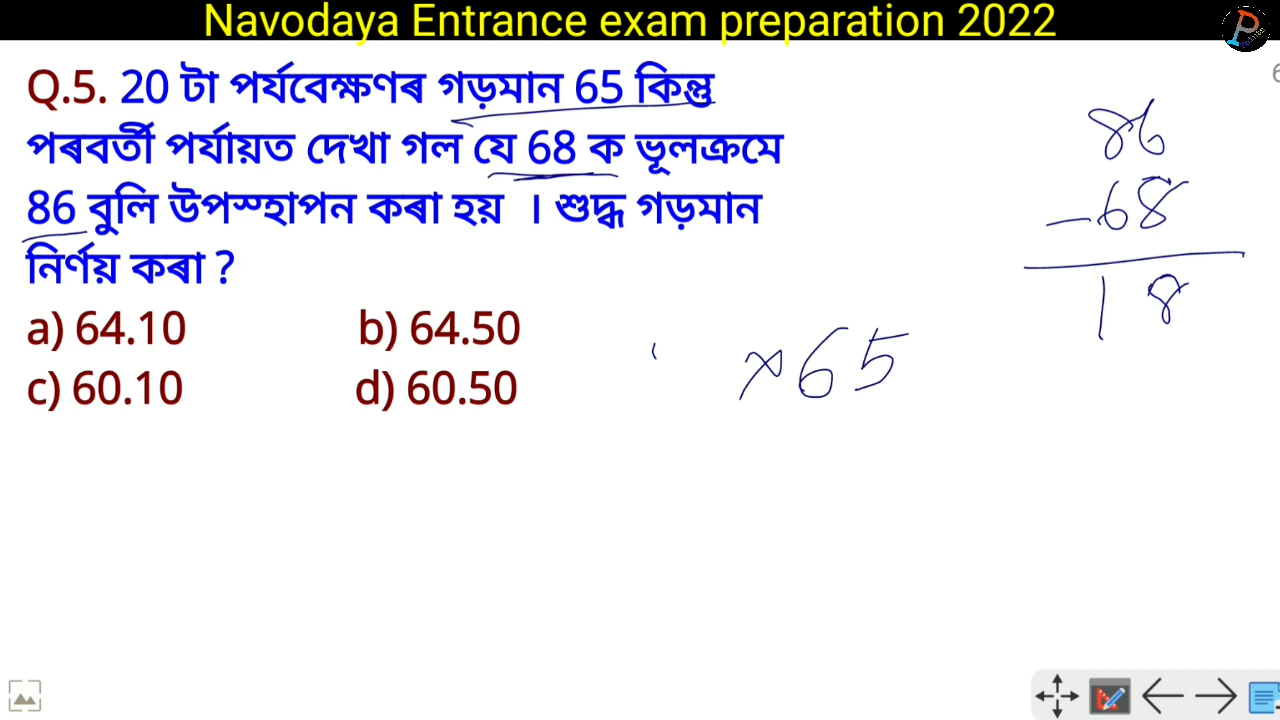 Navodaya Entrance exam preparation 2022
Q.5. 20 টা পৰ্যবেক্ষণৰ গড়মান 65 কিন্তু
পৰবৰ্তী পৰ্যায়ত দেখা গল যে 68 ক ভূলক্ৰমে
86 বুলি উপস্হাপন কৰা হয় । শুদ্ধ গড়মান
নিৰ্ণয় কৰা ?
a) 64.10 b) 64.50
c) 60.10 d) 60.50
86
-68
18
×65